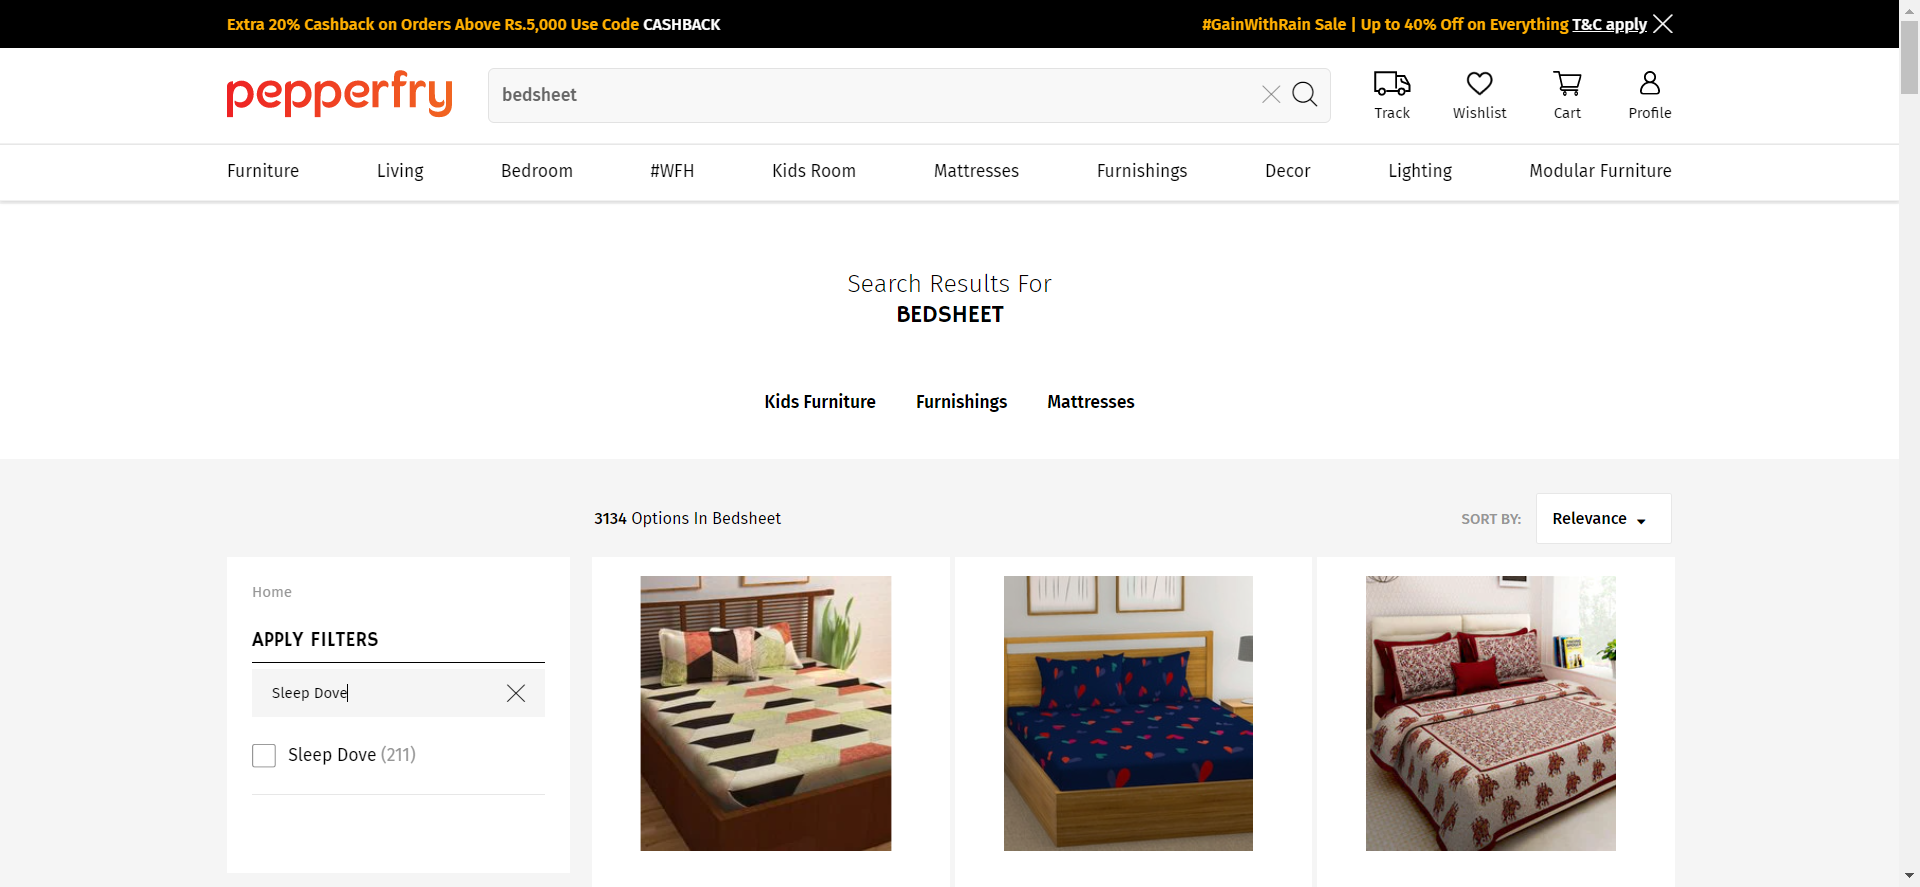 Extra 20% Cashback on Orders Above Rs.5,000 Use Code CASHBACK
#GainWithRain Sale | Up to 40% Off on Everything T&C apply
pepperfry
bedsheet
Track
Wishlist
Cart
Profile
Furniture
Living
Bedroom
#WFH
Kids Room
Mattresses
Furnishings
Decor
Lighting
Modular Furniture
Search Results For
BEDSHEET
Kids Furniture
Furnishings
Mattresses
3134 Options In Bedsheet
SORT BY:
Relevance
Home
APPLY FILTERS
Sleep Dove
Sleep Dove (211)